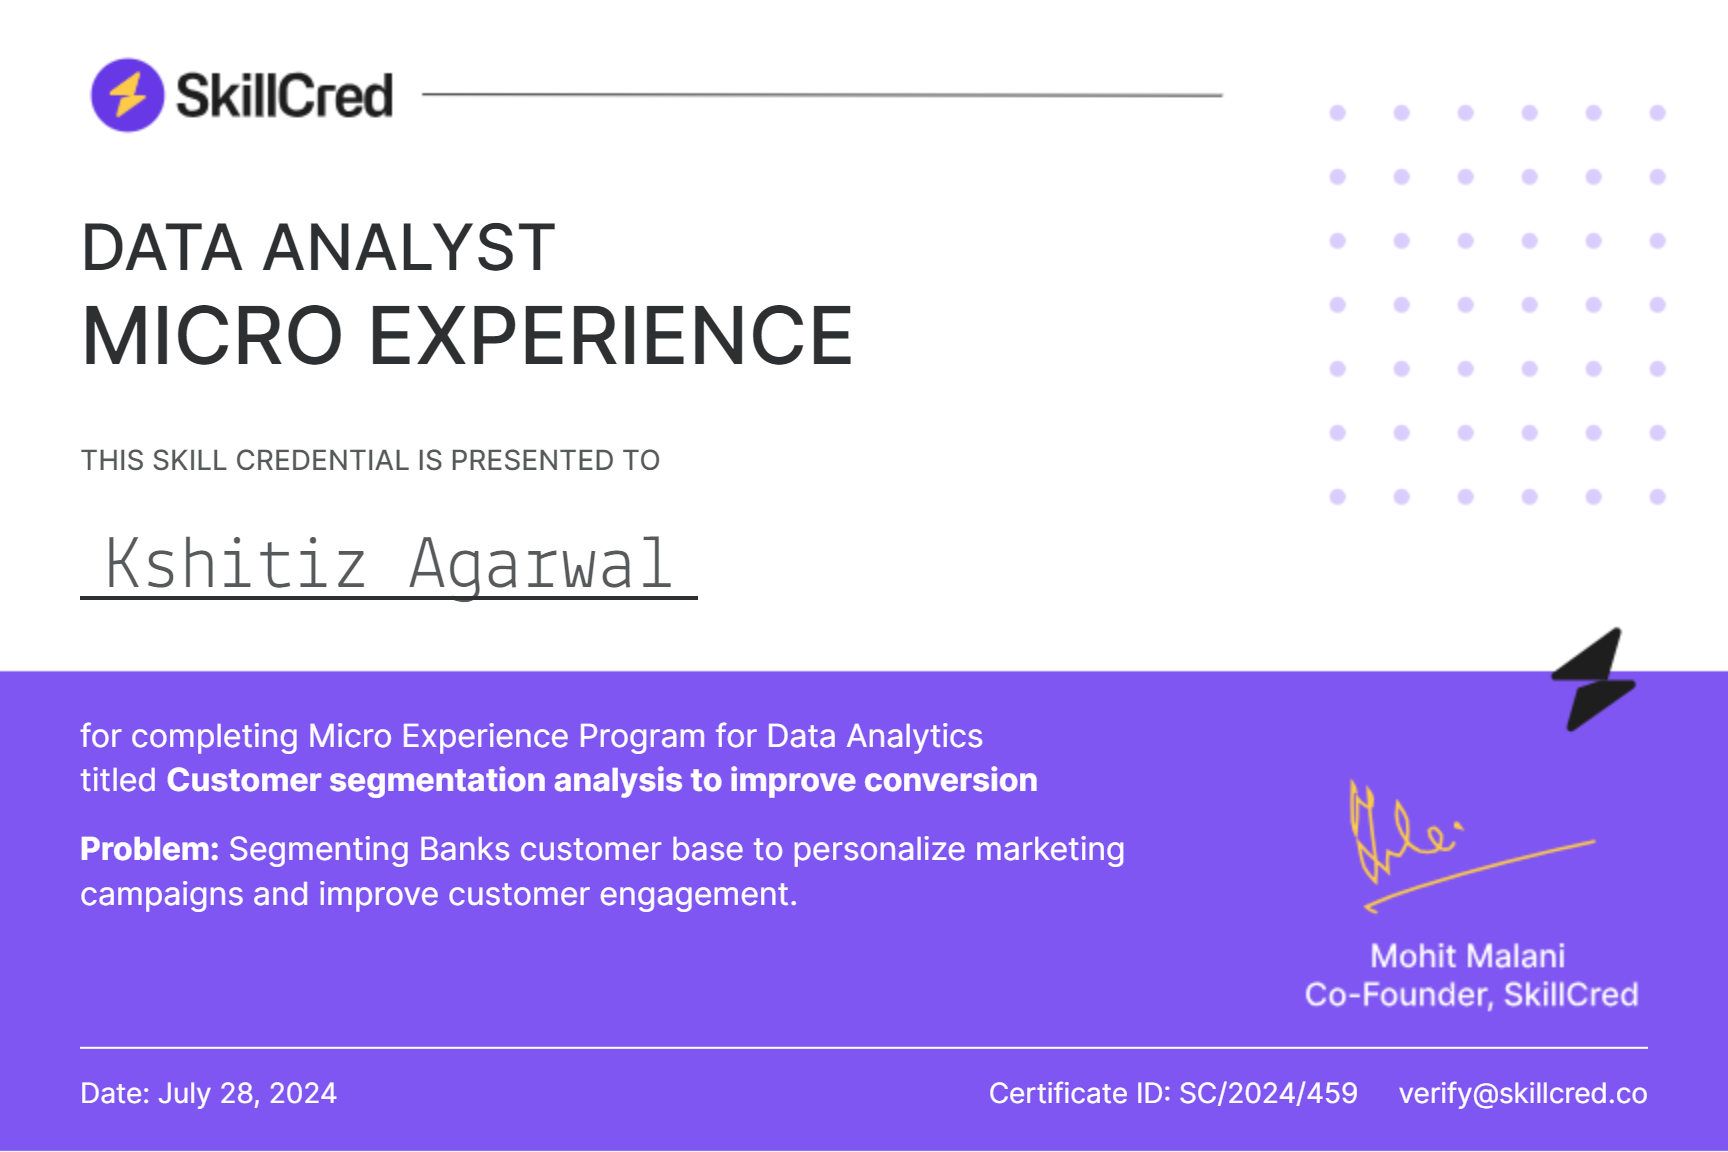 SkillCred
DATA ANALYST
MICRO EXPERIENCE
THIS SKILL CREDENTIAL IS PRESENTED TO
Kshitiz Agarwal
for completing Micro Experience Program for Data Analytics
titled Customer segmentation analysis to improve conversion
Problem: Segmenting Banks customer base to personalize marketing
campaigns and improve customer engagement.
Mohit Malani
Co-Founder, SkillCred
Date: July 28, 2024
Certificate ID: SC/2024/459
verify@skillcred.co